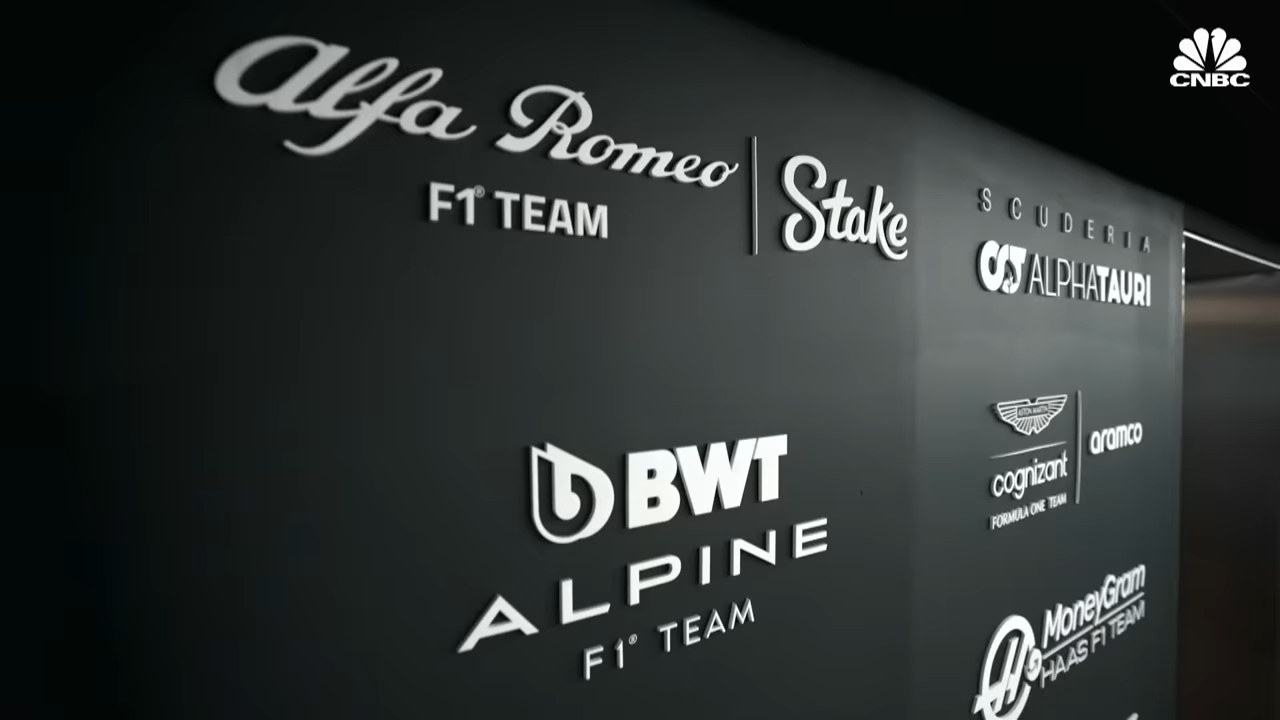 CNBC
Alfa Romeo
F1® TEAM
Stake
SCUDERIA
ALPHATAURI
BWT
ALPINE
F1® TEAM
ASTON MARTIN
cognizant
FORMULA ONE TEAM
aramco
MoneyGram
HAAS F1 TEAM